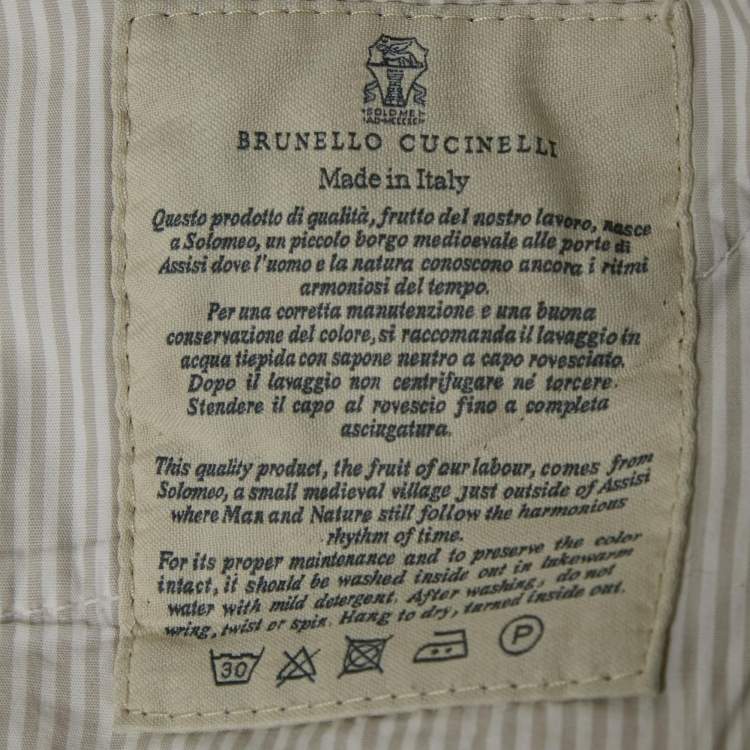 SOLOMEI
BRUNELLO CUCINELLI
Made in Italy
Questo prodotto di qualità, frutto del nostro lavoro, nasce
a Solomeo, un piccolo borgo medioevale alle porte di
Assisi dove l'uomo e la natura conoscono ancora i ritmi
armoniosi del tempo.
Per una corretta manutenzione e una buona
conservazione del colore, si raccomanda il lavaggio in
acqua tiepida con sapone neutro a capo rovesciato.
Dopo il lavaggio non centrifugare né torcere.
Stendere il capo al rovescio fino a completa
asciugatura.
This quality product, the fruit of our labour, comes from
Solomeo, a small medieval village just outside of Assisi
where Man and Nature still follow the harmonious
rhythm of time.
For its proper maintenance and to preserve the color
intact, it should be washed inside out in lukewarm
water with mild detergent. After washing, do not
wring, twist or spin. Hang to dry, turned inside out.
30 P